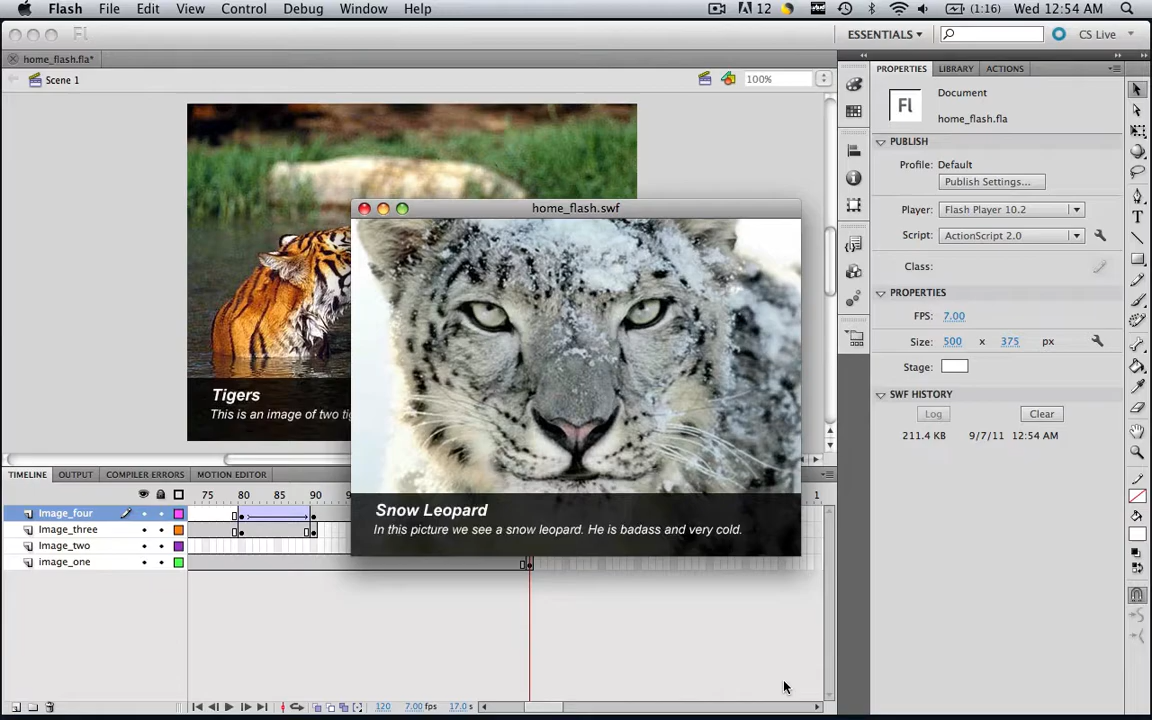 Flash File Edit View Control Debug Window Help 12 (1:16) Wed 12:54 AM
Fl ESSENTIALS CS Live
home_flash.fla*
Scene 1 100%
PROPERTIES LIBRARY ACTIONS
Fl Document
home_flash.fla
PUBLISH
Profile: Default
Publish Settings...
Player: Flash Player 10.2
Script: ActionScript 2.0
Class:
PROPERTIES
FPS: 7.00
Size: 500 x 375 px
Stage:
SWF HISTORY
Log Clear
211.4 KB 9/7/11 12:54 AM
home_flash.swf
Snow Leopard
In this picture we see a snow leopard. He is badass and very cold.
Tigers
This is an image of two
TIMELINE OUTPUT COMPILER ERRORS MOTION EDITOR
75 80 85 90 9 1
Image_four
Image_three
Image_two
image_one
120 7.00 fps 17.0 s